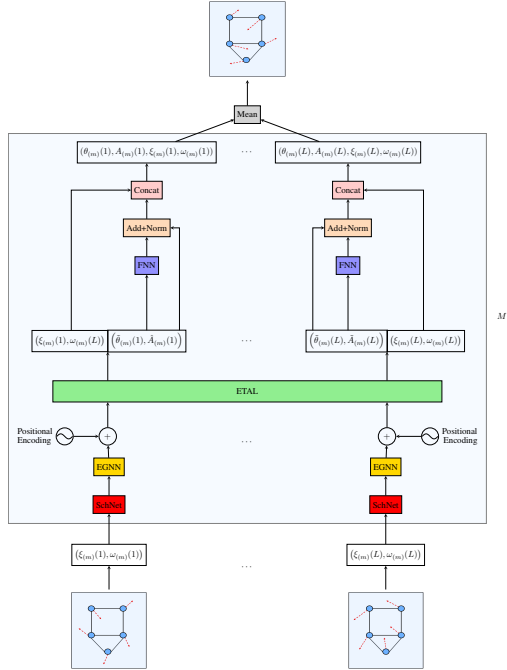 Mean
(θ₍ₘ₎(1), A₍ₘ₎(1), ξ₍ₘ₎(1), ω₍ₘ₎(1)) ... (θ₍ₘ₎(L), A₍ₘ₎(L), ξ₍ₘ₎(L), ω₍ₘ₎(L))
Concat Concat
Add+Norm Add+Norm
FNN FNN
M
(ξ₍ₘ₎(1), ω₍ₘ₎(L)) (θ̃₍ₘ₎(1), Ã₍ₘ₎(1)) ... (θ̃₍ₘ₎(L), Ã₍ₘ₎(L)) (ξ₍ₘ₎(L), ω₍ₘ₎(L))
ETAL
Positional
Encoding
+ ... +
Positional
Encoding
EGNN EGNN
SchNet SchNet
(ξ₍ₘ₎(1), ω₍ₘ₎(1)) ... (ξ₍ₘ₎(L), ω₍ₘ₎(L))